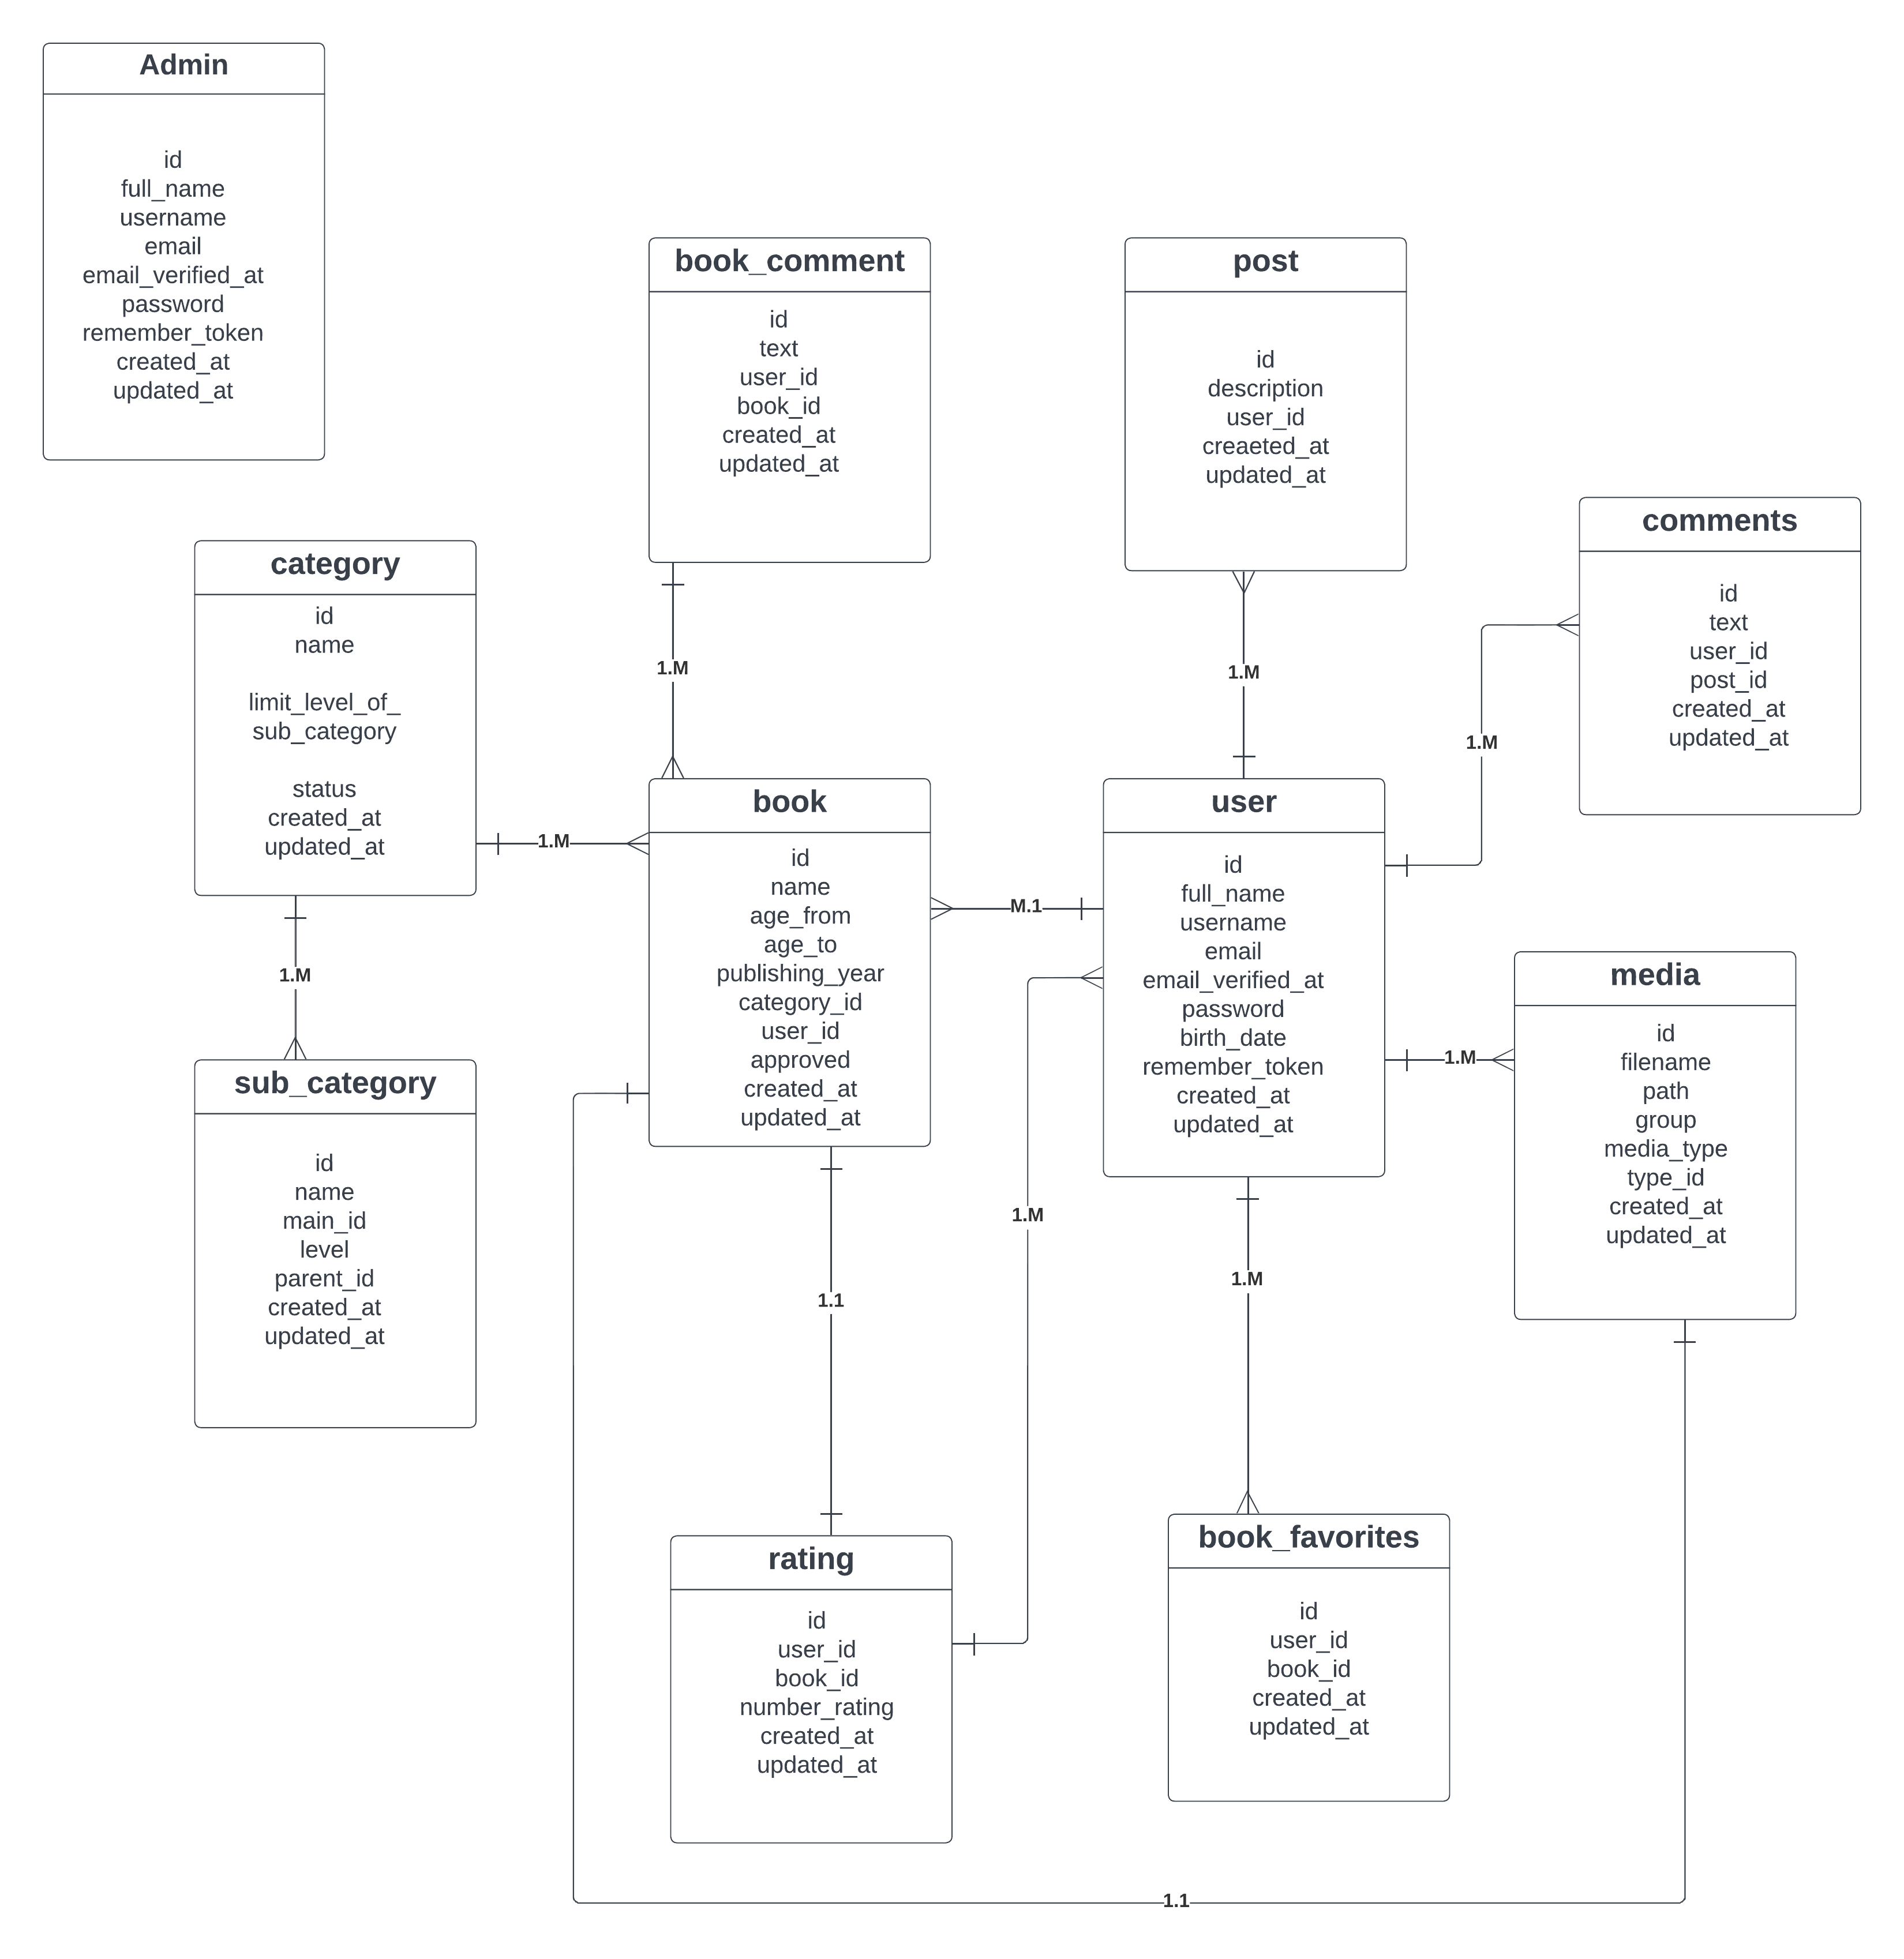 Admin
id
full_name
username
email
email_verified_at
password
remember_token
created_at
updated_at
book_comment
id
text
user_id
book_id
created_at
updated_at
post
id
description
user_id
creaeted_at
updated_at
comments
id
text
user_id
post_id
created_at
updated_at
category
id
name
limit_level_of_
sub_category
status
created_at
updated_at
1.M
1.M
1.M
1.M
book
id
name
age_from
age_to
publishing_year
category_id
user_id
approved
created_at
updated_at
M.1
user
id
full_name
username
email
email_verified_at
password
birth_date
remember_token
created_at
updated_at
1.M
media
id
filename
path
group
media_type
type_id
created_at
updated_at
1.M
sub_category
id
name
main_id
level
parent_id
created_at
updated_at
1.M
1.M
1.1
rating
id
user_id
book_id
number_rating
created_at
updated_at
book_favorites
id
user_id
book_id
created_at
updated_at
1.1